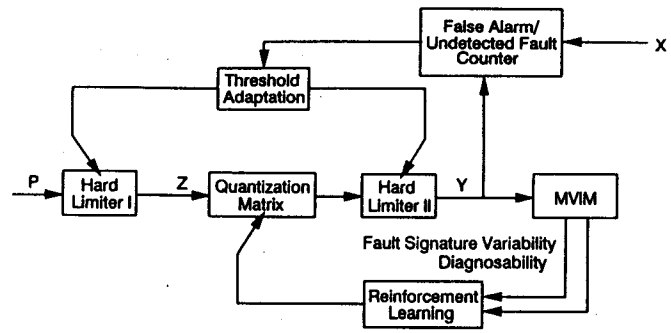 False Alarm/
Undetected Fault
Counter
X
Threshold
Adaptation
P
Hard
Limiter I
Z
Quantization
Matrix
Hard
Limiter II
Y
MVIM
Fault Signature Variability
Diagnosability
Reinforcement
Learning